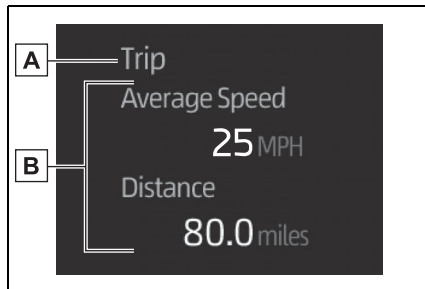 A
Trip
Average Speed
25 MPH
B
Distance
80.0 miles